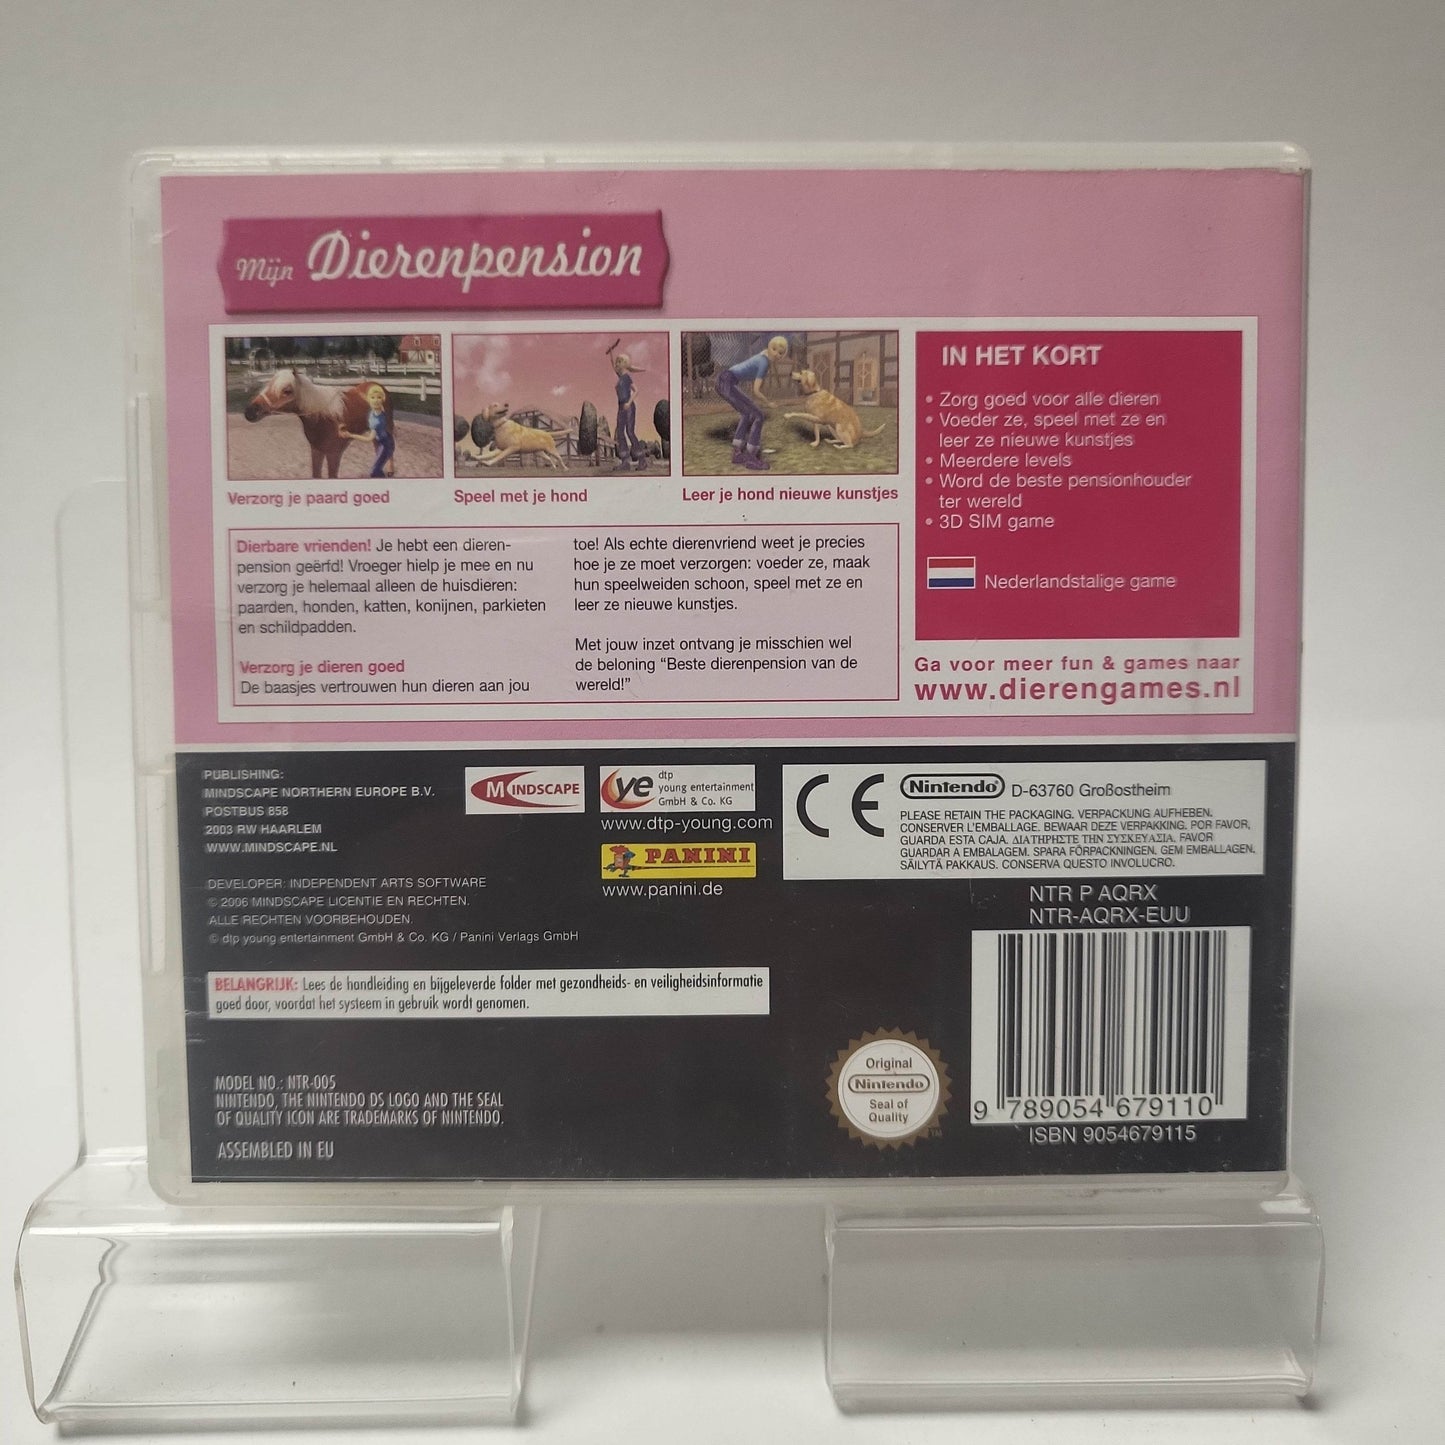 Mijn Dierenpension
Verzorg je paard goed
Speel met je hond
Leer je hond nieuwe kunstjes
Dierbare vrienden! Je hebt een dieren-
pension geërfd! Vroeger hielp je mee en nu
verzorg je helemaal alleen de huisdieren:
paarden, honden, katten, konijnen, parkieten
en schildpadden.
Verzorg je dieren goed
De baasjes vertrouwen hun dieren aan jou
toe! Als echte dierenvriend weet je precies
hoe je ze moet verzorgen: voeder ze, maak
hun speelweiden schoon, speel met ze en
leer ze nieuwe kunstjes.
Met jouw inzet ontvang je misschien wel
de beloning “Beste dierenpension van de
wereld!”
IN HET KORT
• Zorg goed voor alle dieren
• Voeder ze, speel met ze en
leer ze nieuwe kunstjes
• Meerdere levels
• Word de beste pensionhouder
ter wereld
• 3D SIM game
Nederlandstalige game
Ga voor meer fun & games naar
www.dierengames.nl
PUBLISHING:
MINDSCAPE NORTHERN EUROPE B.V.
POSTBUS 858
2003 RW HAARLEM
WWW.MINDSCAPE.NL
DEVELOPER: INDEPENDENT ARTS SOFTWARE
© 2006 MINDSCAPE LICENTIE EN RECHTEN.
ALLE RECHTEN VOORBEHOUDEN.
© dtp young entertainment GmbH & Co. KG / Panini Verlags GmbH
MINDSCAPE
ye
dtp
young entertainment
GmbH & Co. KG
www.dtp-young.com
PANINI
www.panini.de
CE
Nintendo D-63760 Großostheim
PLEASE RETAIN THE PACKAGING. VERPACKUNG AUFHEBEN.
CONSERVER L'EMBALLAGE. BEWAAR DEZE VERPAKKING. POR FAVOR,
GUARDA ESTA CAJA. ΔΙΑΤΗΡΗΣΤΕ ΤΗΝ ΣΥΣΚΕΥΑΣΙΑ. FAVOR
GUARDAR A EMBALAGEM. SPARA FÖRPACKNINGEN. GEM EMBALLAGEN.
SÄILYTÄ PAKKAUS. CONSERVA QUESTO INVOLUCRO.
NTR P AQRX
NTR-AQRX-EUU
9 789054 679110
ISBN 9054679115
BELANGRIJK: Lees de handleiding en bijgeleverde folder met gezondheids- en veiligheidsinformatie
goed door, voordat het systeem in gebruik wordt genomen.
MODEL NO.: NTR-005
NINTENDO, THE NINTENDO DS LOGO AND THE SEAL
OF QUALITY ICON ARE TRADEMARKS OF NINTENDO.
ASSEMBLED IN EU
Original
Nintendo
Seal of
Quality
TM